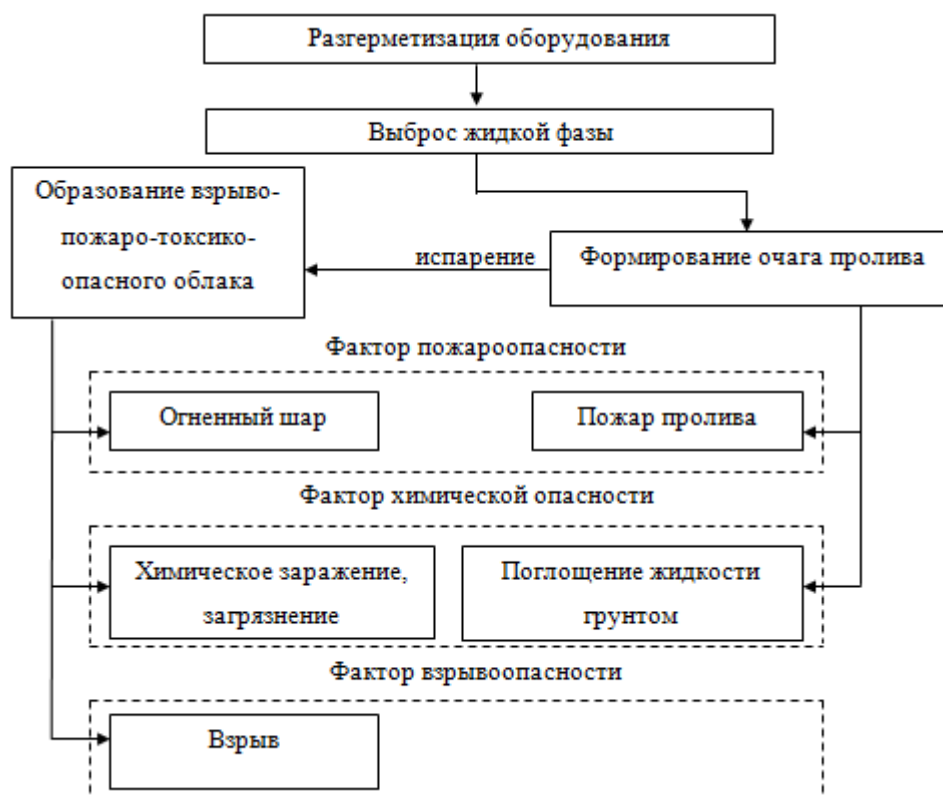 Разгерметизация оборудования
Выброс жидкой фазы
Образование взрыво-
пожаро-токсико-
опасного облака
испарение
Формирование очага пролива
Фактор пожароопасности
Огненный шар
Пожар пролива
Фактор химической опасности
Химическое заражение,
загрязнение
Поглощение жидкости
грунтом
Фактор взрывоопасности
Взрыв